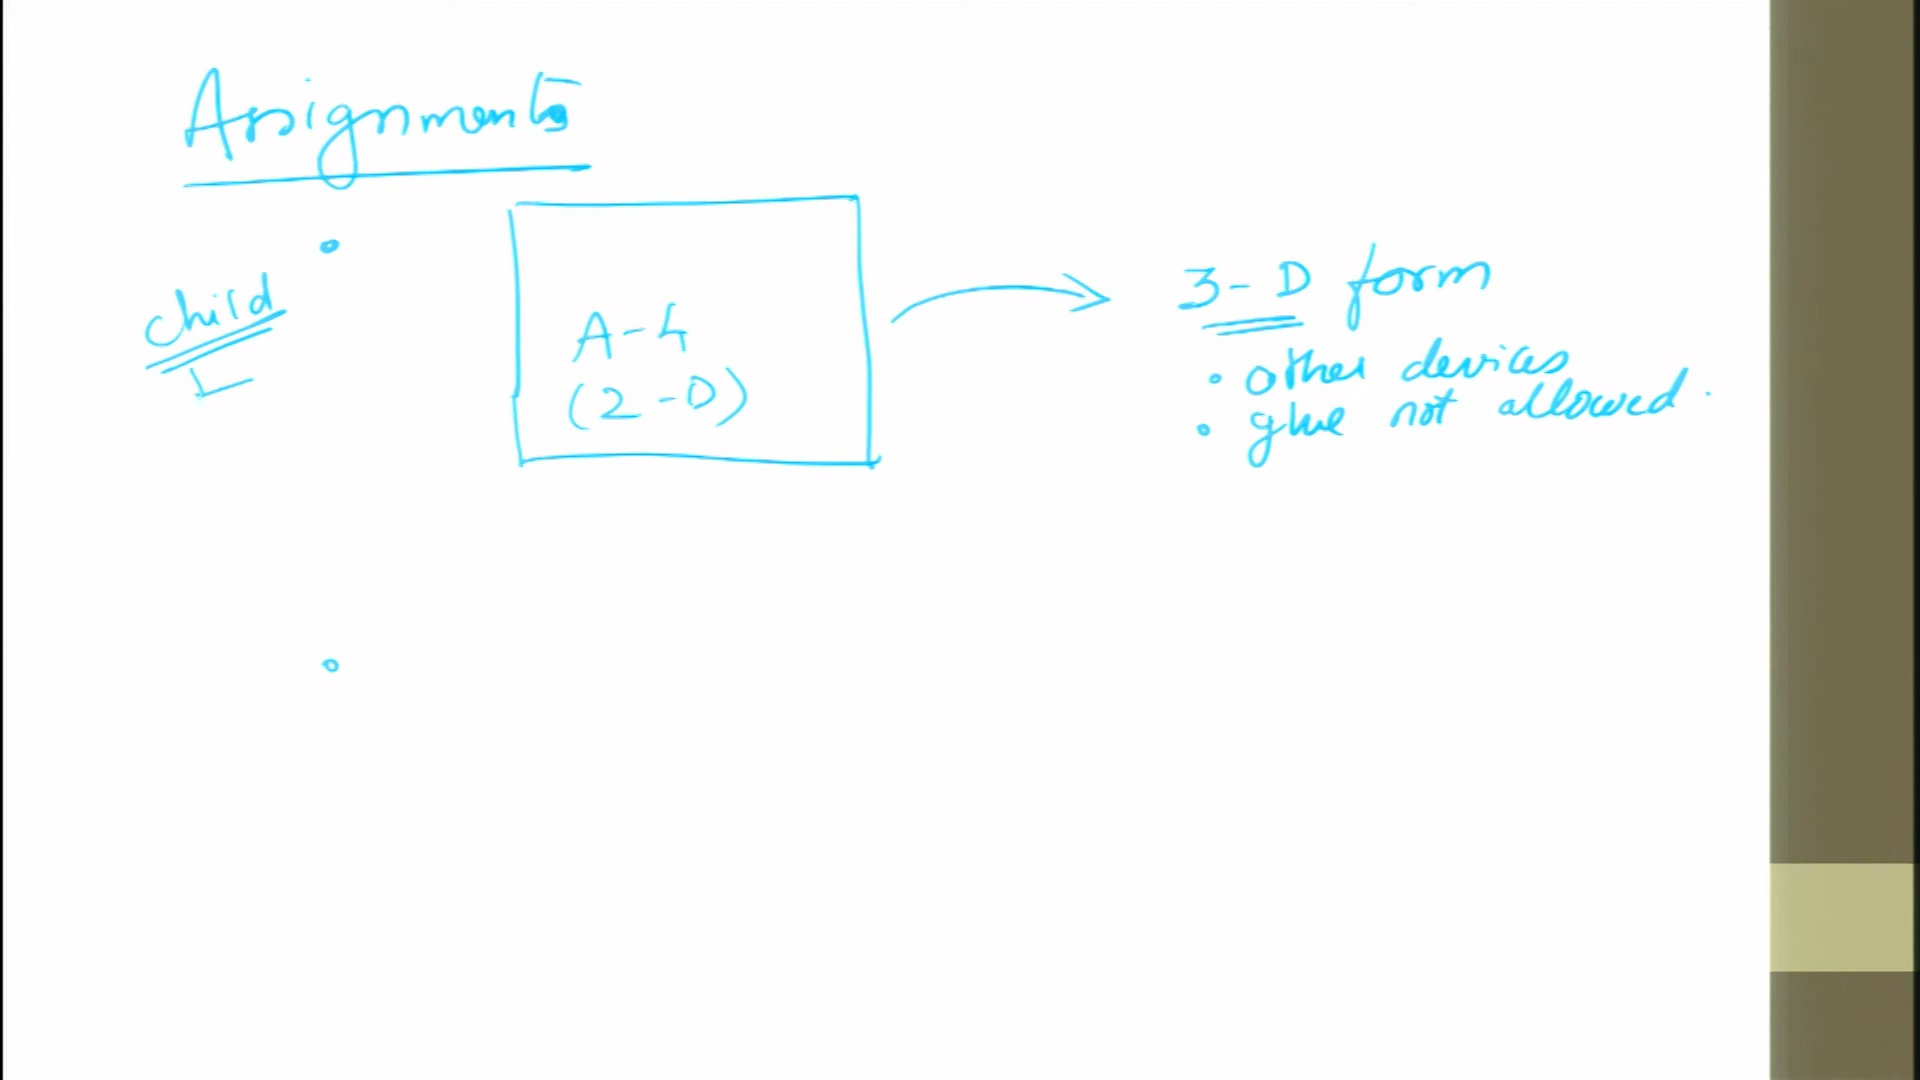 Assignments
child
A-4
(2-D)
3-D form
• other devices
• glue not allowed.